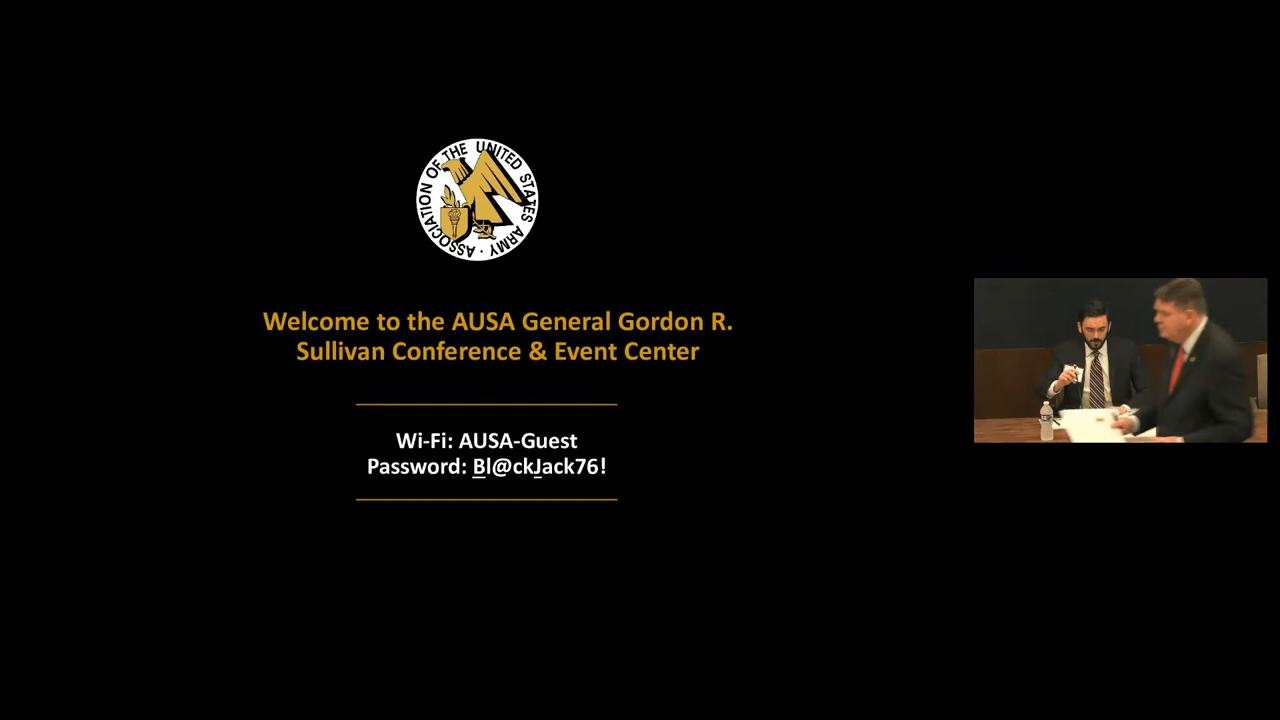 ASSOCIATION OF THE UNITED STATES ARMY ·
Welcome to the AUSA General Gordon R.
Sullivan Conference & Event Center
Wi-Fi: AUSA-Guest
Password: Bl@ckJack76!